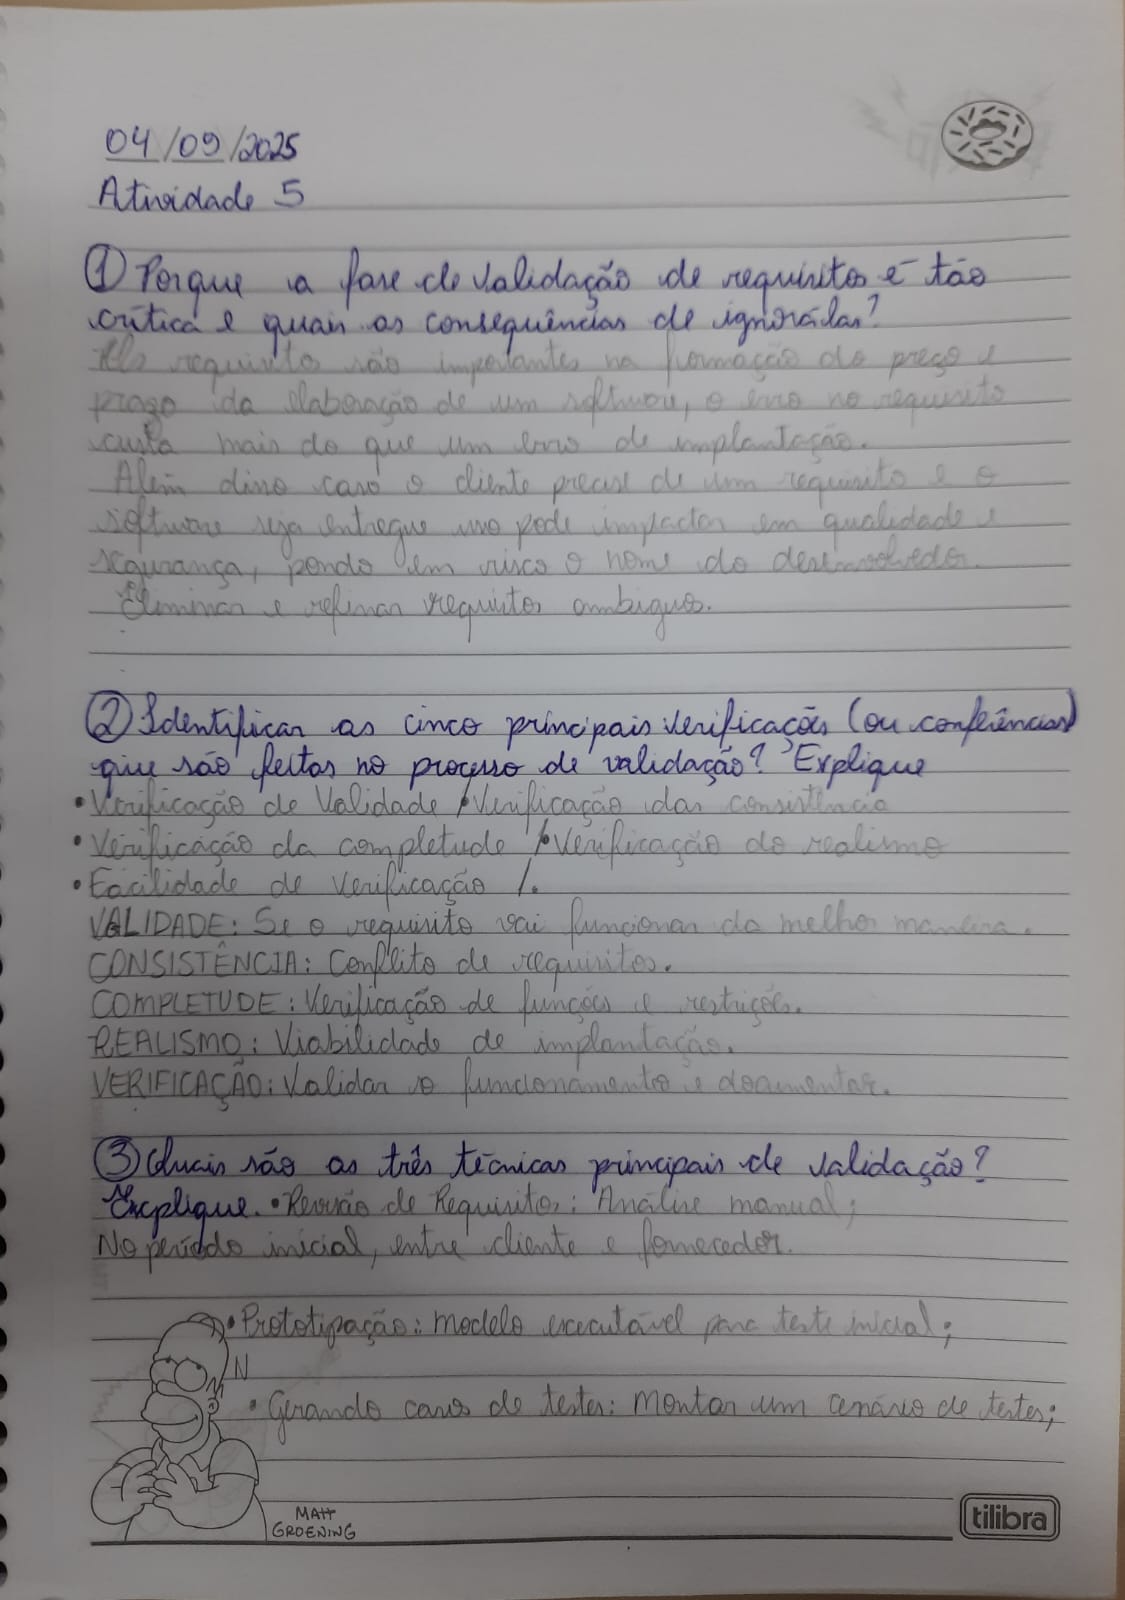 04/09/2025
Atividade 5
① Porque a fase de validação de requisitos é tão
crítica e quais as consequências de ignorá-las?
Os requisitos são importantes na formação do preço e
prazo da elaboração de um software, o erro no requisito
custa mais do que um erro de implantação.
Além disso caso o cliente precise de um requisito e o
software seja entregue isso pode impactar em qualidade e
segurança, pondo em risco o nome do desenvolvedor.
Eliminar e refinar requisitos ambiguos.
② Identificar as cinco principais verificações (ou conferências)
que são feitas no processo de validação? Explique
• Verificação de Validade /• Verificação das consistência
• Verificação da completude /• Verificação do realismo
• Facilidade de Verificação /.
VALIDADE: Se o requisito vai funcionar da melhor maneira.
CONSISTÊNCIA: Conflito de requisitos.
COMPLETUDE: Verificação de funções e restrições.
REALISMO: Viabilidade de implantação.
VERIFICAÇÃO: Validar o funcionamento e documentar.
③ Quais são as três técnicas principais de validação?
Explique. • Revisão de Requisitos: Análise manual;
No período inicial, entre cliente e fornecedor.
• Prototipação: modelo executável para teste inicial;
N
• Gerando casos de testes: Montar um cenário de testes;
MATT
GROENING
tilibra